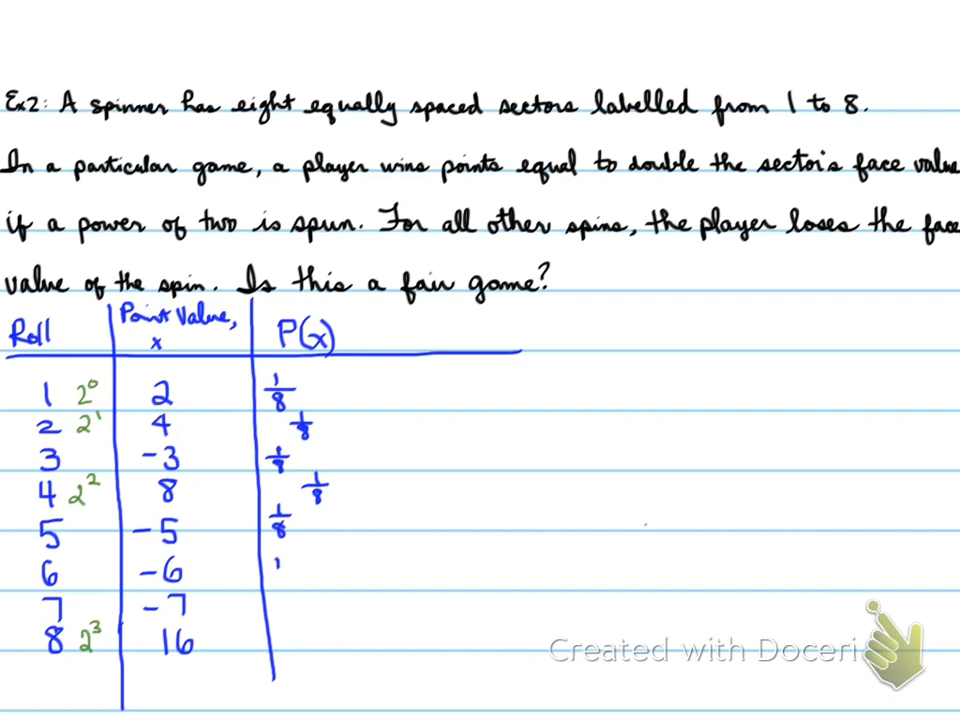 Ex2: A spinner has eight equally spaced sectors labelled from 1 to 8.
In a particular game, a player wins points equal to double the sector's face value
if a power of two is spun. For all other spins, the player loses the face
value of the spin. Is this a fair game?
Roll Point Value, x P(x)
1 2⁰ 2 1/8
2 2¹ 4 1/8
3 -3 1/8
4 2² 8 1/8
5 -5 1/8
6 -6 1
7 -7
8 2³ 16
Created with Doceri